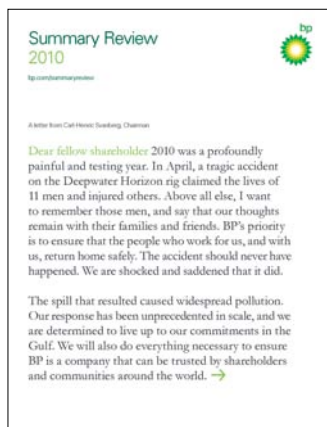 Summary Review
2010
bp.com/summaryreview
bp
A letter from Carl-Henric Svanberg, Chairman
Dear fellow shareholder 2010 was a profoundly
painful and testing year. In April, a tragic accident
on the Deepwater Horizon rig claimed the lives of
11 men and injured others. Above all else, I want
to remember those men, and say that our thoughts
remain with their families and friends. BP's priority
is to ensure that the people who work for us, and with
us, return home safely. The accident should never have
happened. We are shocked and saddened that it did.
The spill that resulted caused widespread pollution.
Our response has been unprecedented in scale, and we
are determined to live up to our commitments in the
Gulf. We will also do everything necessary to ensure
BP is a company that can be trusted by shareholders
and communities around the world. →